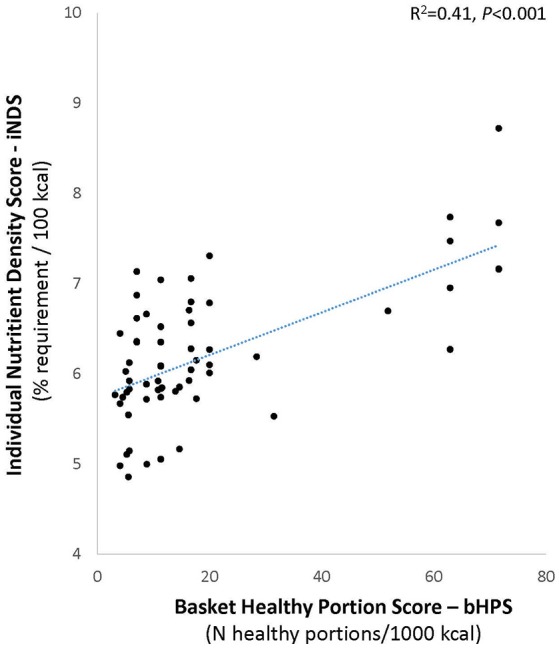 R²=0.41, P<0.001
Individual Nutritient Density Score - iNDS
(% requirement / 100 kcal)
10
9
8
7
6
5
4
0 20 40 60 80
Basket Healthy Portion Score – bHPS
(N healthy portions/1000 kcal)